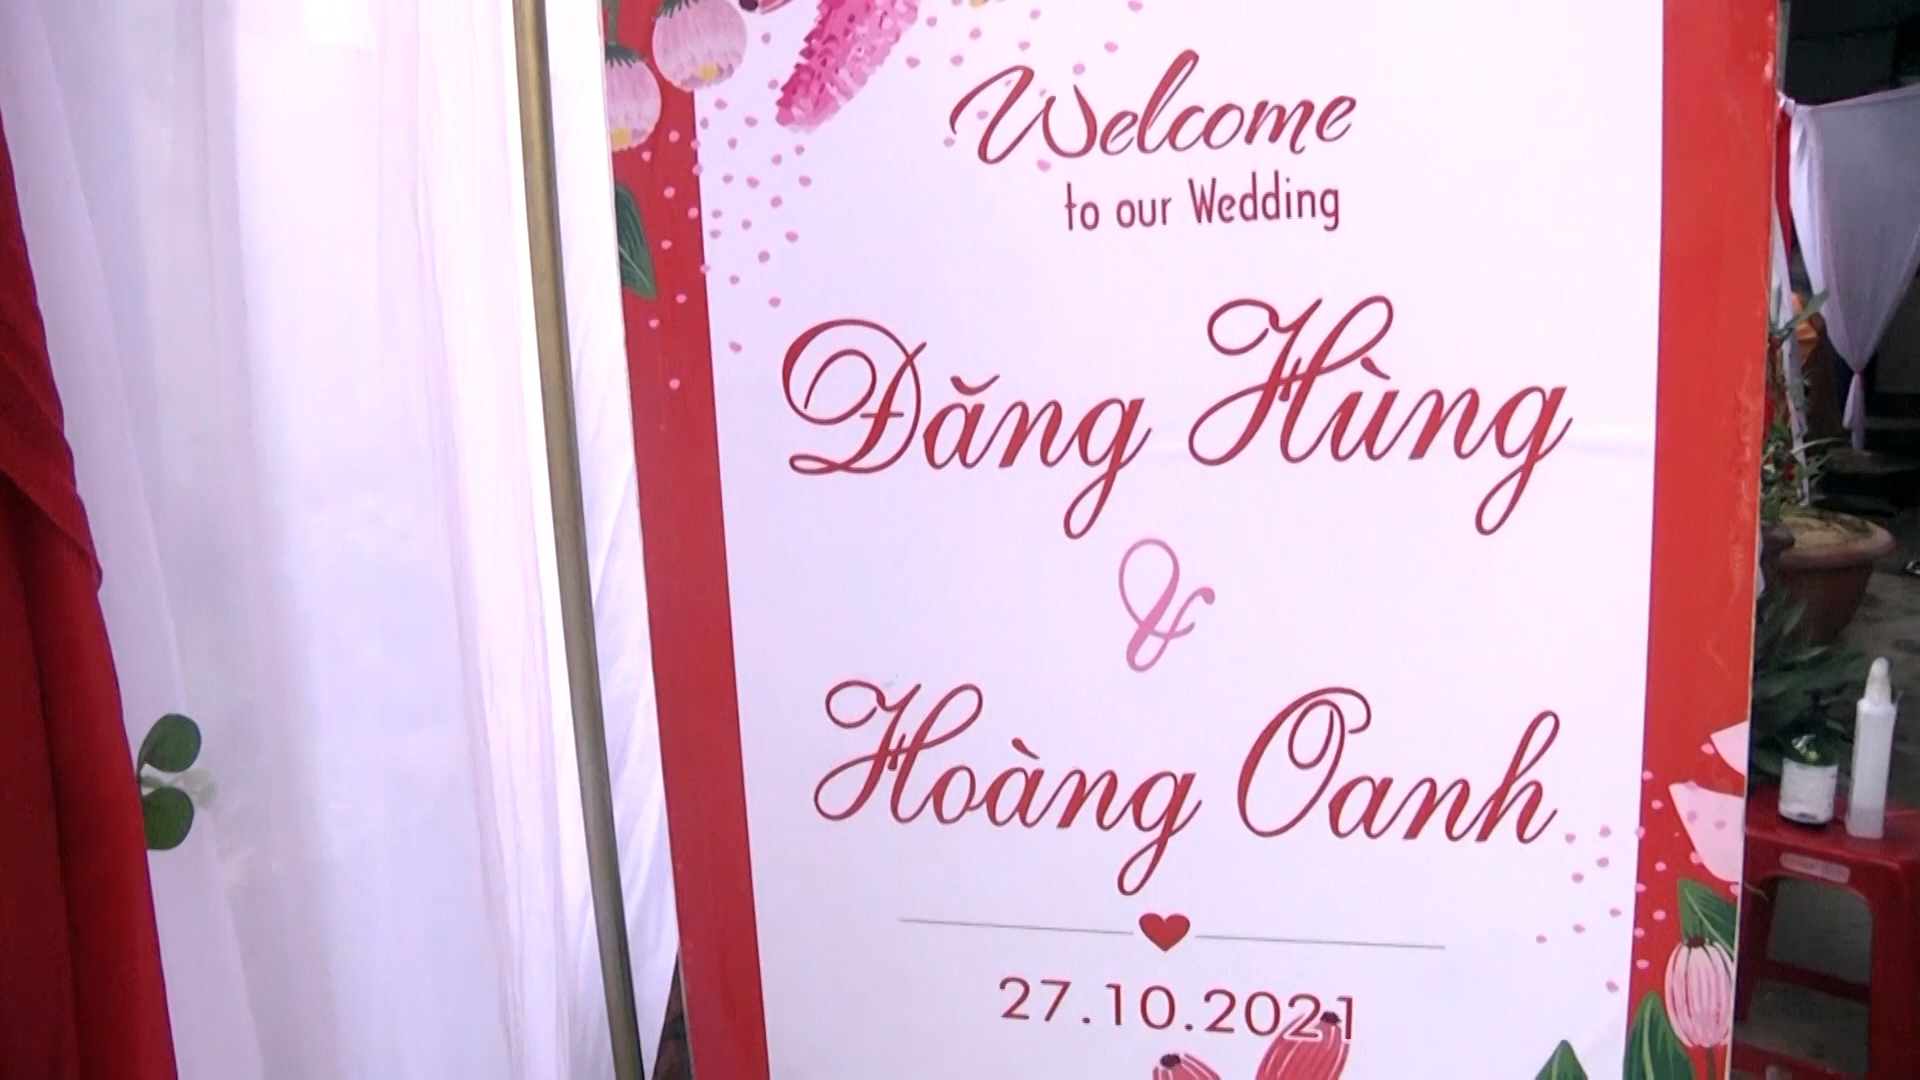 Welcome
to our Wedding
Đăng Hùng
&
Hoàng Oanh
27.10.2021